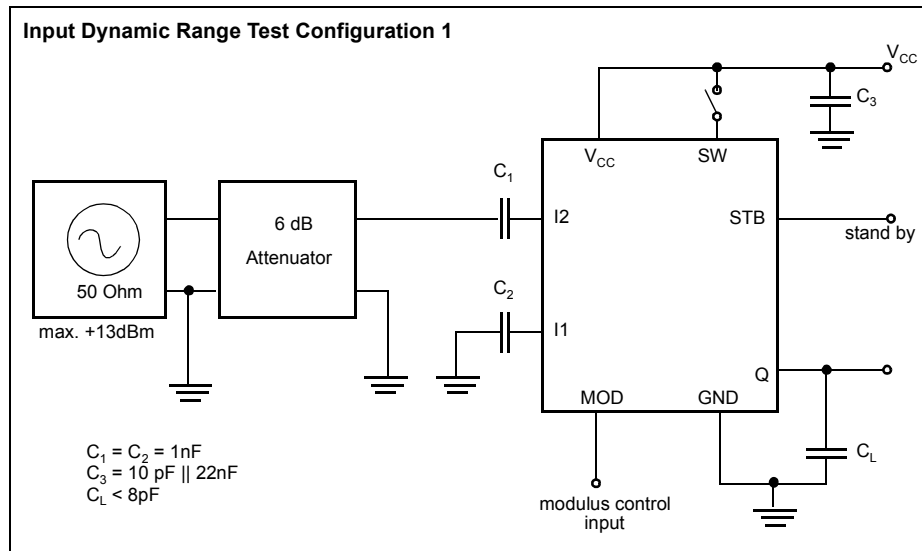 Input Dynamic Range Test Configuration 1
V_CC
C_3
V_CC
SW
C_1
6 dB
Attenuator
I2
STB
stand by
50 Ohm
C_2
I1
max. +13dBm
Q
MOD
GND
C_1 = C_2 = 1nF
C_3 = 10 pF || 22nF
C_L < 8pF
C_L
modulus control
input